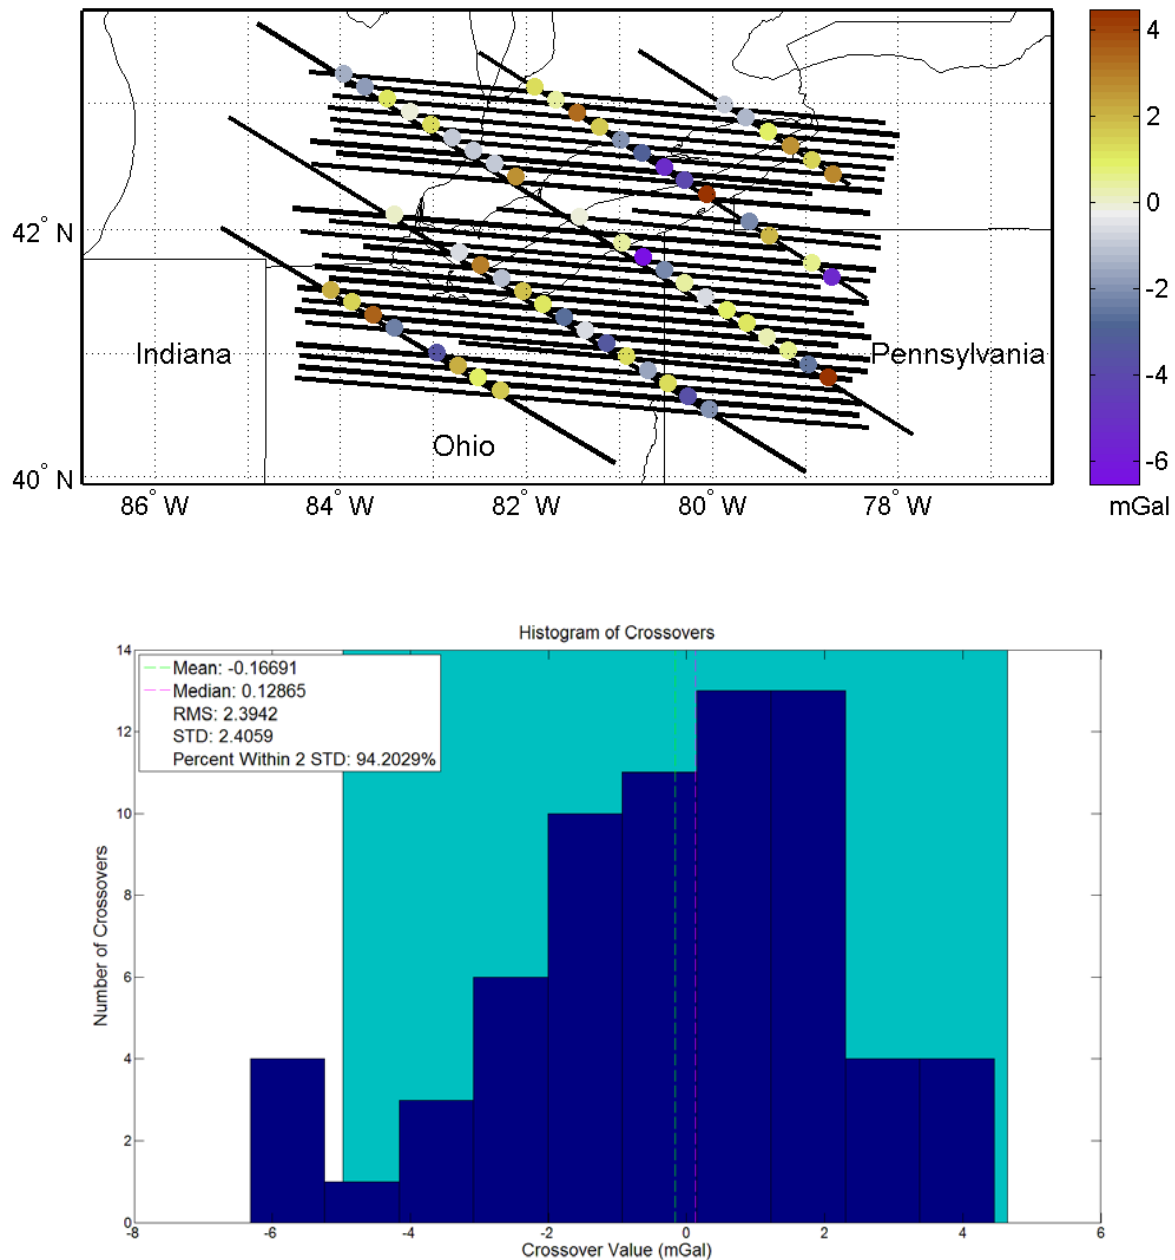 4
2
0
-2
-4
-6
mGal
42° N
40° N
Indiana
Ohio
Pennsylvania
86° W
84° W
82° W
80° W
78° W
Histogram of Crossovers
Mean: -0.16691
Median: 0.12865
RMS: 2.3942
STD: 2.4059
Percent Within 2 STD: 94.2029%
Number of Crossovers
14
12
10
8
6
4
2
0
-8
-6
-4
-2
0
2
4
6
Crossover Value (mGal)